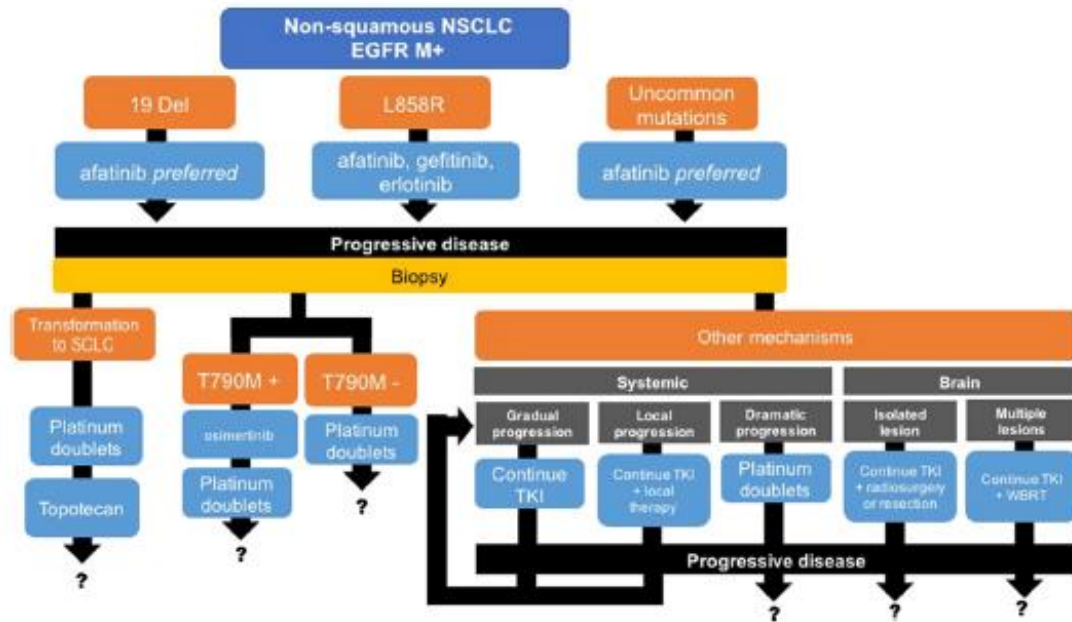 Non-squamous NSCLC
EGFR M+
19 Del
L858R
Uncommon
mutations
afatinib preferred
afatinib, gefitinib,
erlotinib
afatinib preferred
Progressive disease
Biopsy
Transformation
to SCLC
Platinum
doublets
Topotecan
?
T790M +
osimertinib
Platinum
doublets
?
T790M -
Platinum
doublets
?
Other mechanisms
Systemic
Brain
Gradual
progression
Continue
TKI
Local
progression
Continue TKI
+ local
therapy
Dramatic
progression
Platinum
doublets
Isolated
lesion
Continue TKI
+ radiosurgery
or resection
Multiple
lesions
Continue TKI
+ WBRT
Progressive disease
?
?
?